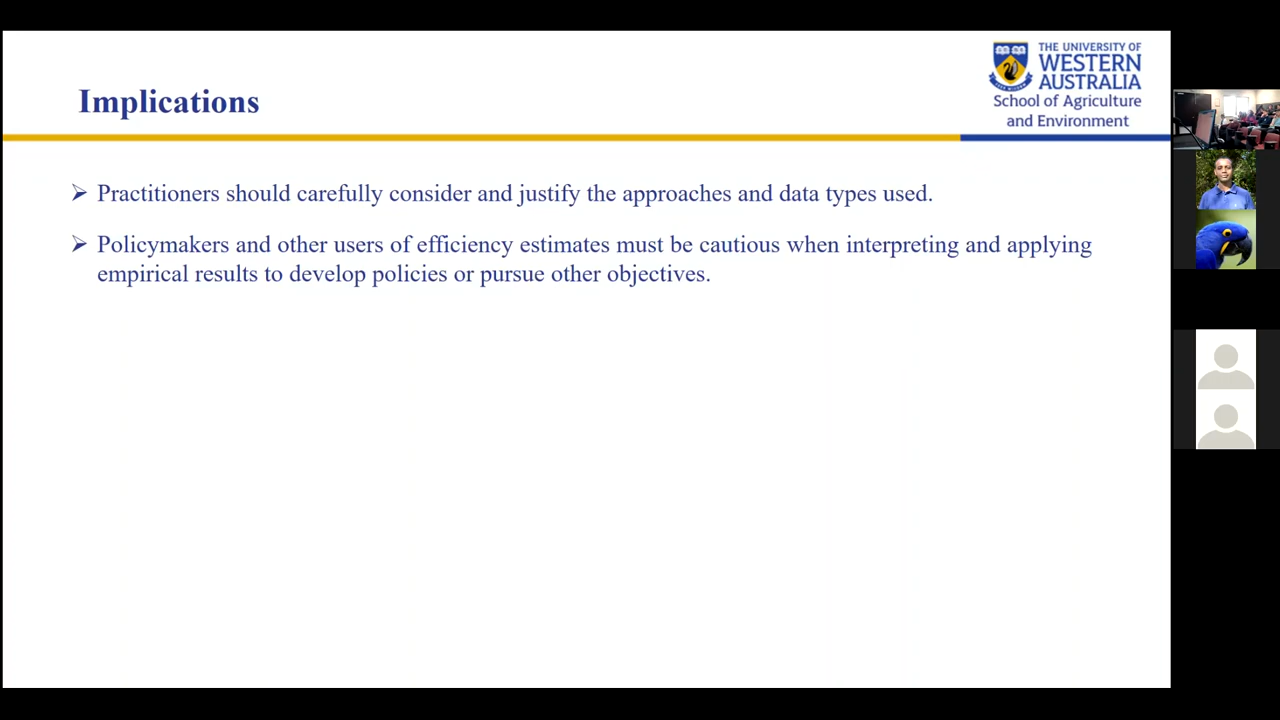 THE UNIVERSITY OF
WESTERN
AUSTRALIA
School of Agriculture
and Environment
Implications
➢ Practitioners should carefully consider and justify the approaches and data types used.
➢ Policymakers and other users of efficiency estimates must be cautious when interpreting and applying
empirical results to develop policies or pursue other objectives.